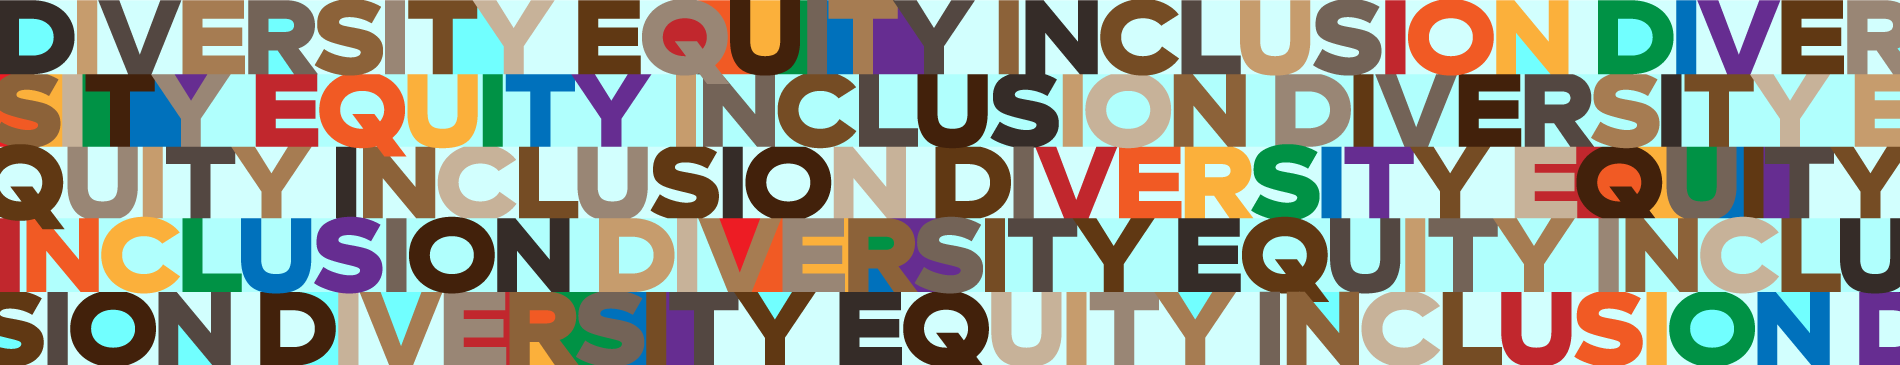 DIVERSITY EQUITY INCLUSION DIVER
SITY EQUITY INCLUSION DIVERSITY E
QUITY INCLUSION DIVERSITY EQUITY
INCLUSION DIVERSITY EQUITY INCLU
SION DIVERSITY EQUITY INCLUSION D